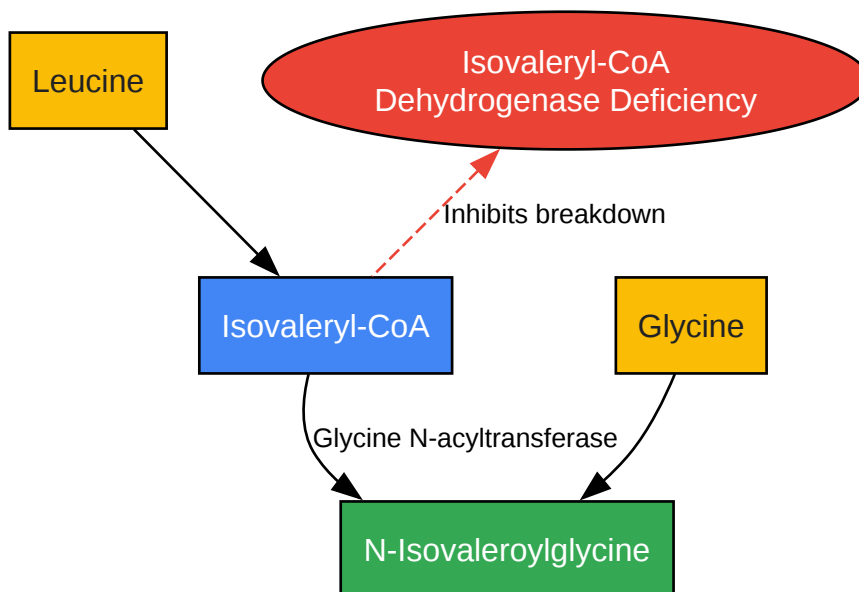 Leucine
Isovaleryl-CoA
Dehydrogenase Deficiency
Inhibits breakdown
Isovaleryl-CoA
Glycine
Glycine N-acyltransferase
N-Isovaleroylglycine